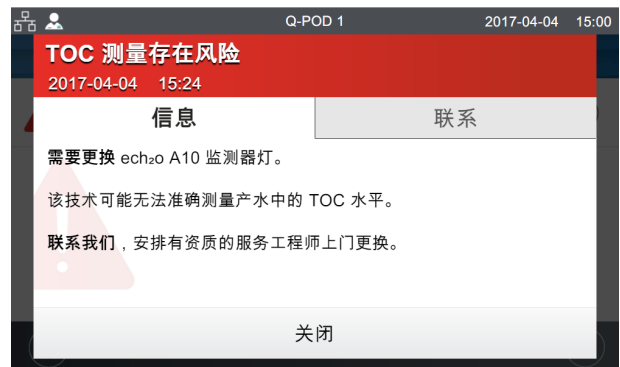 Q-POD 1 2017-04-04 15:00
TOC 测量存在风险
2017-04-04 15:24
信息 联系
需要更换 ech₂o A10 监测器灯。
该技术可能无法准确测量产水中的 TOC 水平。
联系我们，安排有资质的服务工程师上门更换。
关闭